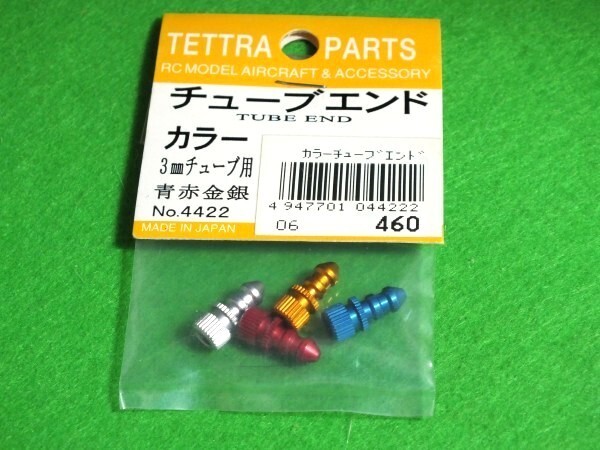 TETTRA PARTS
RC MODEL AIRCRAFT & ACCESSORY
チューブエンド
TUBE END
カラー
3㎜チューブ用
青赤金銀
No.4422
MADE IN JAPAN
カラーチューブエンド
4 947701 044222
06 460